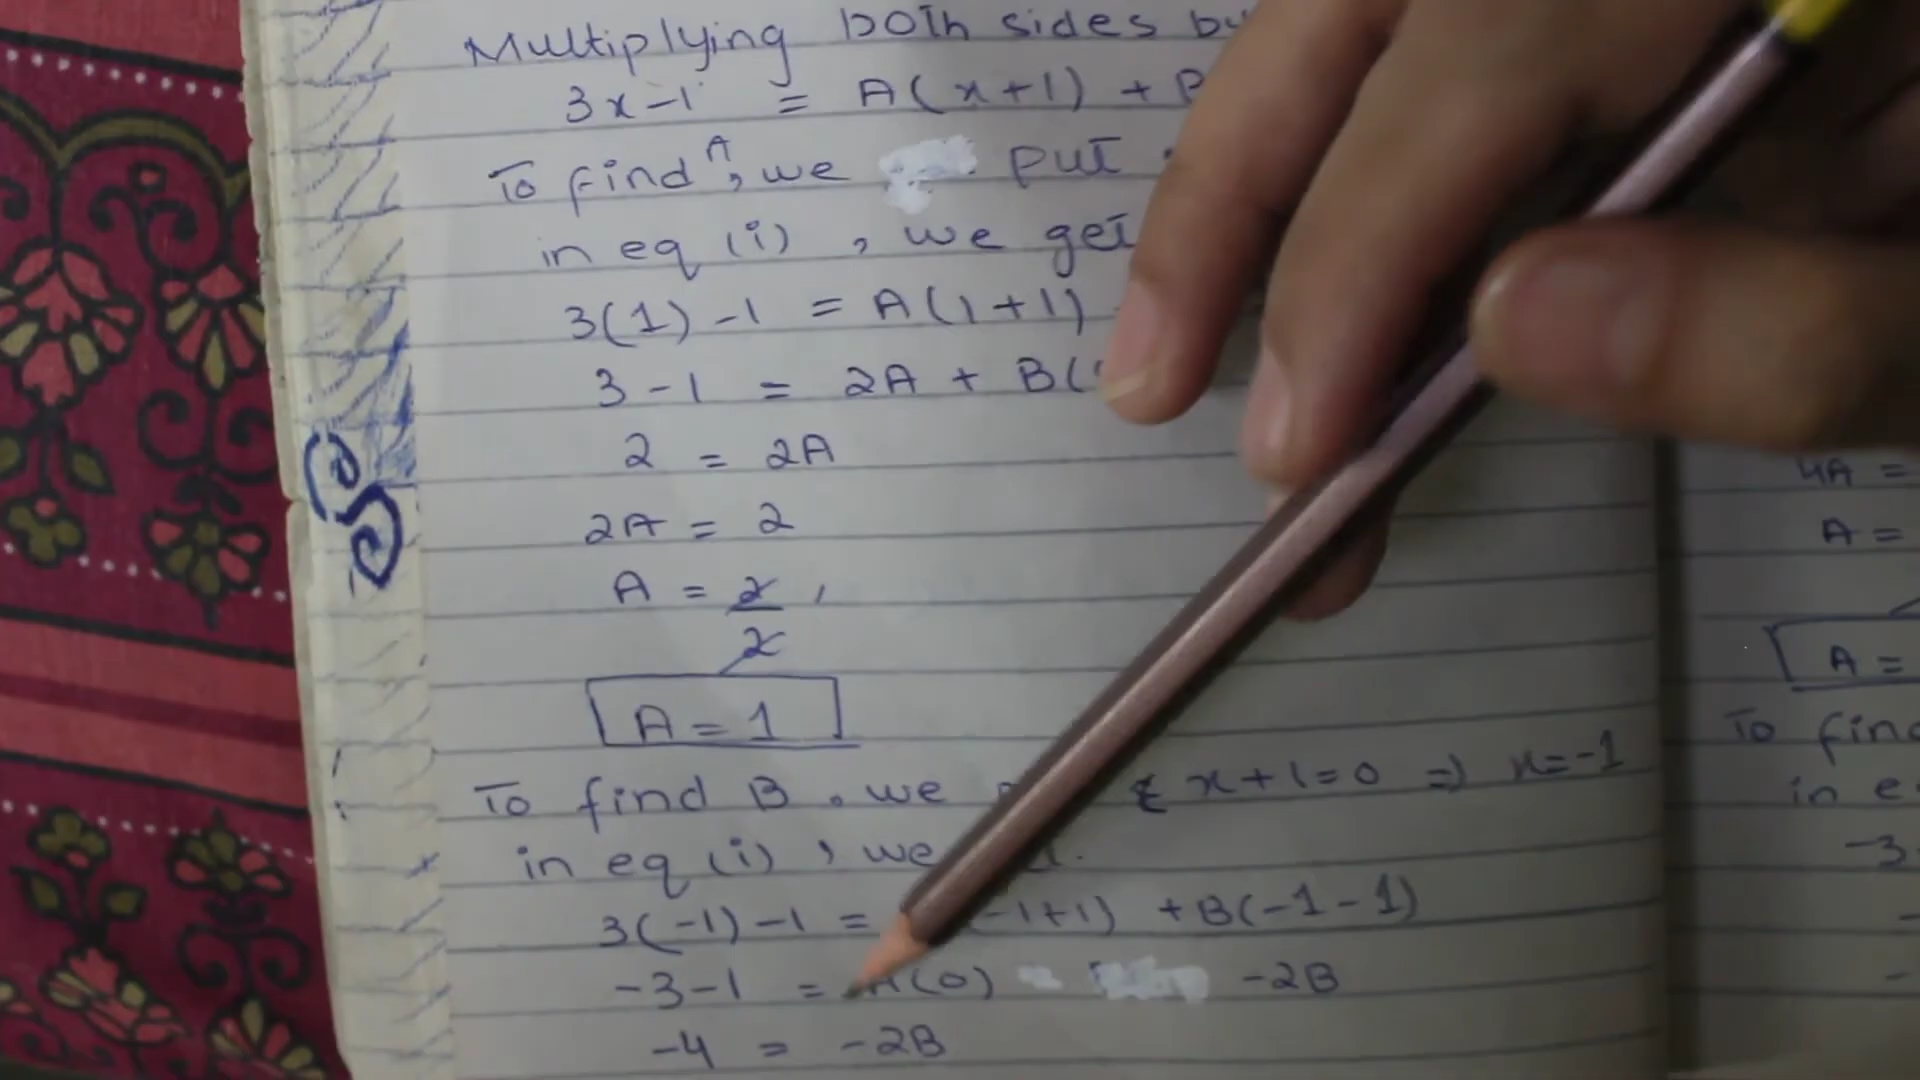 Multiplying both sides by
3x-1 = A(x+1) + B
To find A, we put
in eq (i) , we get
3(1) -1 = A(1+1)
3 - 1 = 2A + B(
2 = 2A
2A = 2
A = 2/2
A = 1
To find B, we x+1=0 => x=-1
in eq (i) , we
3(-1) -1 = -1+1) +B(-1-1)
-3-1 = A(0) -2B
-4 = -2B
4A =
A =
A =
To find
in e
-3